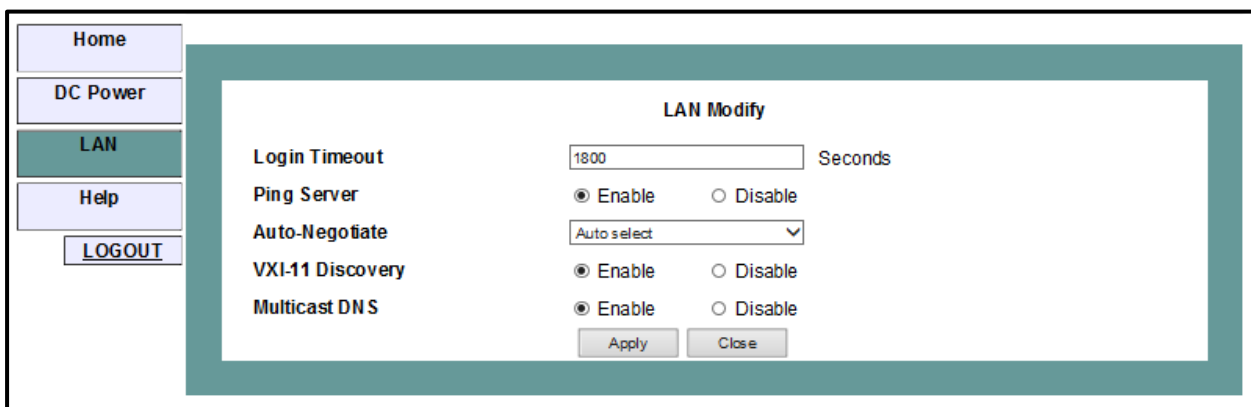 Home
DC Power
LAN
Help
LOGOUT
LAN Modify
Login Timeout 1800 Seconds
Ping Server Enable Disable
Auto-Negotiate Auto select
VXI-11 Discovery Enable Disable
Multicast DNS Enable Disable
Apply Close